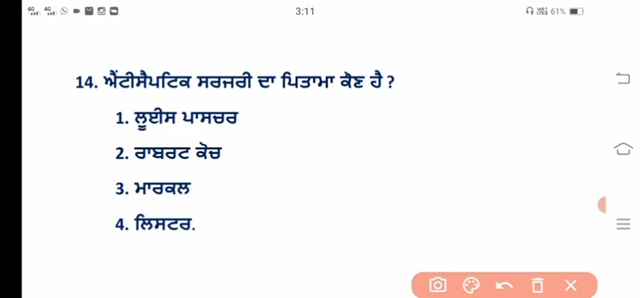 3:11
61%
14. ਐਂਟੀਸੈਪਟਿਕ ਸਰਜਰੀ ਦਾ ਪਿਤਾਮਾ ਕੋਣ ਹੈ ?
1. ਲੂਈਸ ਪਾਸਚਰ
2. ਰਾਬਰਟ ਕੋਚ
3. ਮਾਰਕਲ
4. ਲਿਸਟਰ.